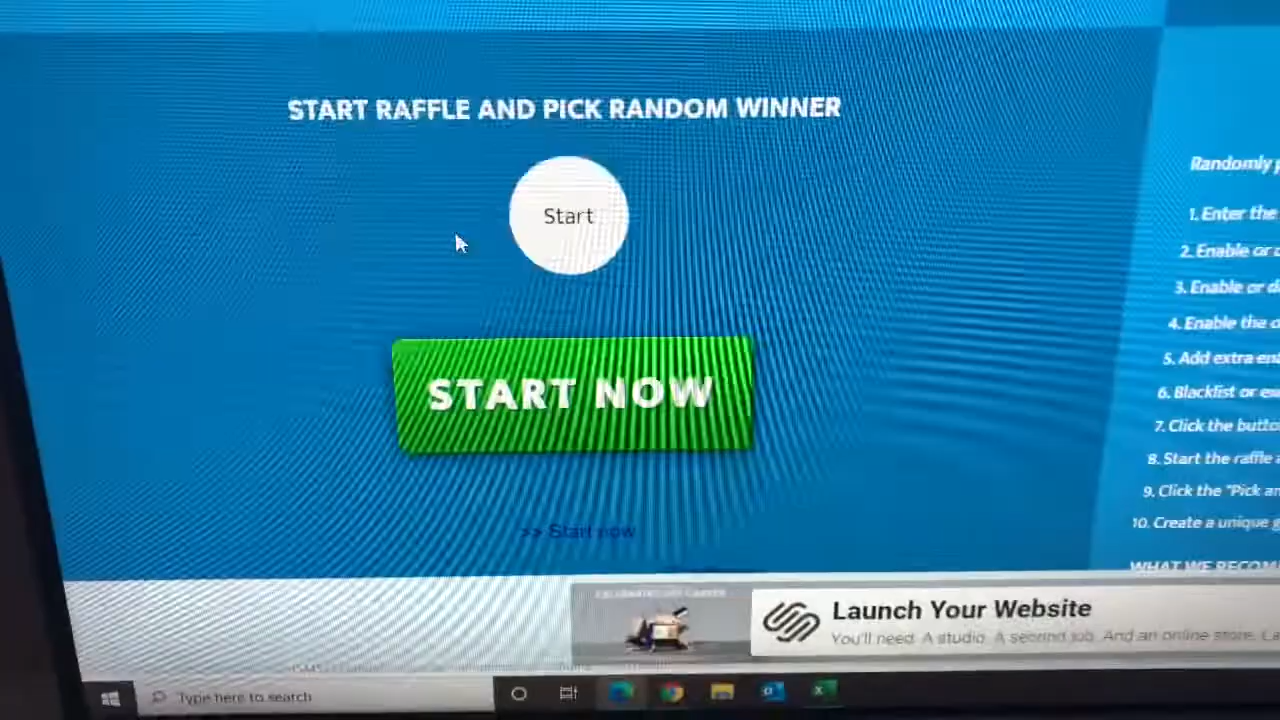 START RAFFLE AND PICK RANDOM WINNER
Start
START NOW
>> Start now
Randomly
1. Enter the
2. Enable or
3. Enable or
4. Enable the
5. Add extra
6. Blacklist or
7. Click the
8. Start the raffle
9. Click the "Pick
10. Create a unique
WHAT WE
Launch Your Website
You'll need. A studio. A second job. And an online store.
Type here to search